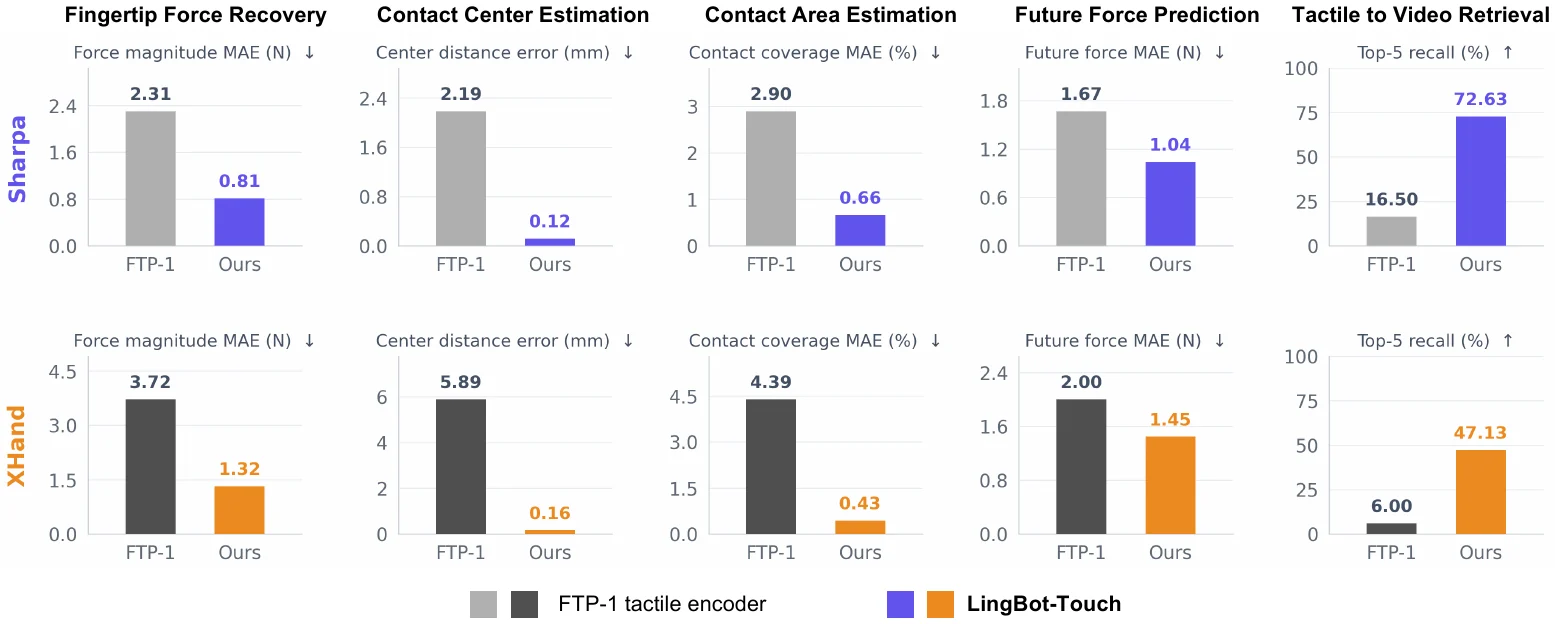 Fingertip Force Recovery
Contact Center Estimation
Contact Area Estimation
Future Force Prediction
Tactile to Video Retrieval
Sharpa
Force magnitude MAE (N) ↓
2.4
1.6
0.8
0.0
2.31
0.81
FTP-1 Ours
Center distance error (mm) ↓
2.4
1.6
0.8
0.0
2.19
0.12
FTP-1 Ours
Contact coverage MAE (%) ↓
3
2
1
0
2.90
0.66
FTP-1 Ours
Future force MAE (N) ↓
1.8
1.2
0.6
0.0
1.67
1.04
FTP-1 Ours
Top-5 recall (%) ↑
100
75
50
25
0
16.50
72.63
FTP-1 Ours
XHand
Force magnitude MAE (N) ↓
4.5
3.0
1.5
0.0
3.72
1.32
FTP-1 Ours
Center distance error (mm) ↓
6
4
2
0
5.89
0.16
FTP-1 Ours
Contact coverage MAE (%) ↓
4.5
3.0
1.5
0.0
4.39
0.43
FTP-1 Ours
Future force MAE (N) ↓
2.4
1.6
0.8
0.0
2.00
1.45
FTP-1 Ours
Top-5 recall (%) ↑
100
75
50
25
0
6.00
47.13
FTP-1 Ours
FTP-1 tactile encoder
LingBot-Touch